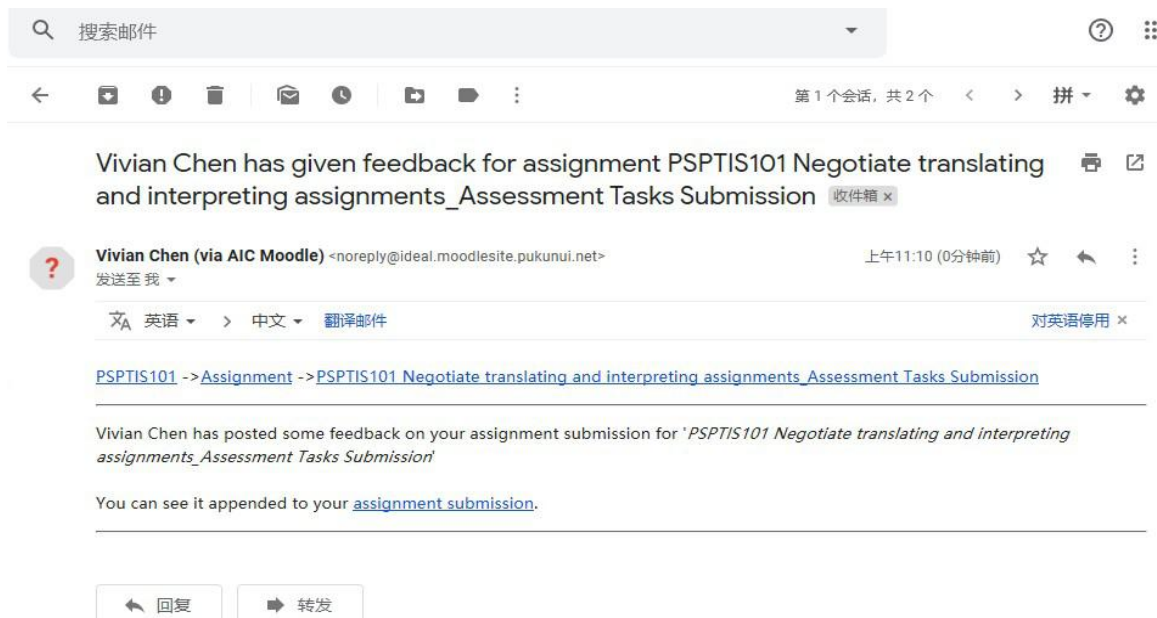 搜索邮件
第 1 个会话，共 2 个
拼
Vivian Chen has given feedback for assignment PSPTIS101 Negotiate translating
and interpreting assignments_Assessment Tasks Submission 收件箱 ×
?
Vivian Chen (via AIC Moodle) <noreply@ideal.moodlesite.pukunui.net>
上午11:10 (0分钟前)
发送至 我
文A 英语 > 中文 翻译邮件
对英语停用 ×
PSPTIS101 ->Assignment ->PSPTIS101 Negotiate translating and interpreting assignments_Assessment Tasks Submission
Vivian Chen has posted some feedback on your assignment submission for 'PSPTIS101 Negotiate translating and interpreting
assignments_Assessment Tasks Submission'
You can see it appended to your assignment submission.
回复
转发